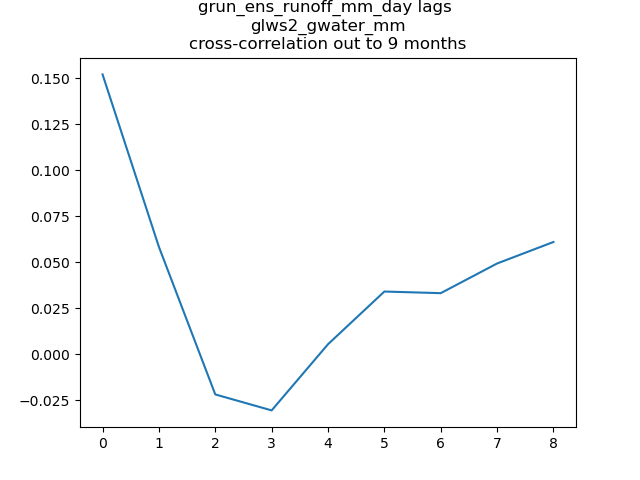 grun_ens_runoff_mm_day lags
glws2_gwater_mm
cross-correlation out to 9 months
0.150
0.125
0.100
0.075
0.050
0.025
0.000
−0.025
0 1 2 3 4 5 6 7 8